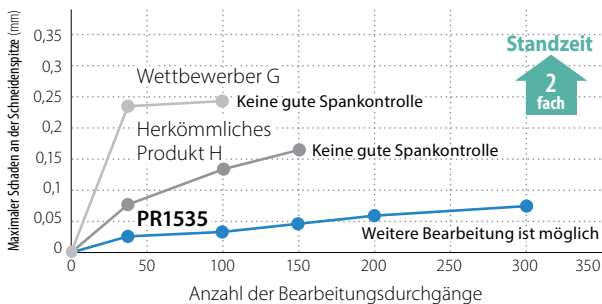 Maximaler Schaden an der Schneidenspitze (mm)
0,35
0,3
0,25
0,2
0,15
0,1
0,05
0
Standzeit
2
fach
Wettbewerber G
Keine gute Spankontrolle
Herkömmliches
Produkt H
Keine gute Spankontrolle
PR1535
Weitere Bearbeitung ist möglich
0
50
100
150
200
250
300
350
Anzahl der Bearbeitungsdurchgänge